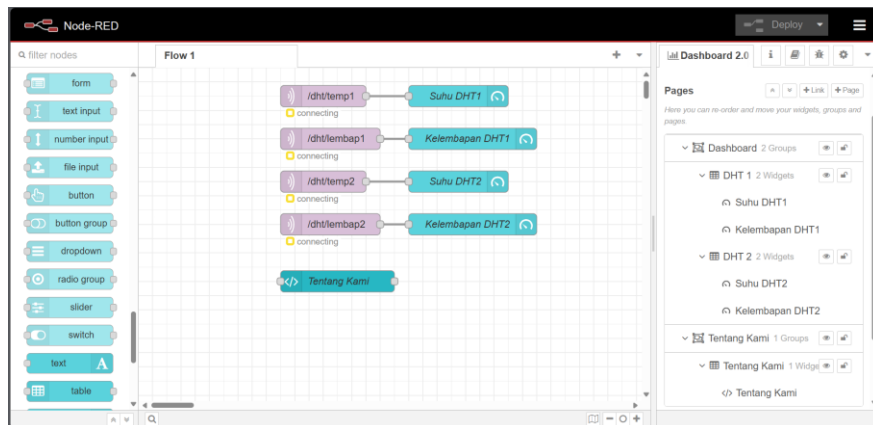 Node-RED
Deploy
filter nodes
Flow 1
Dashboard 2.0
form
text input
number input
file input
button
button group
dropdown
radio group
slider
switch
text
A
table
/dht/temp1
Suhu DHT1
connecting
/dht/lembap1
Kelembapan DHT1
connecting
/dht/temp2
Suhu DHT2
connecting
/dht/lembap2
Kelembapan DHT2
connecting
</> Tentang Kami
Pages
+Link
+Page
Here you can re-order and move your widgets, groups and
pages
Dashboard 2 Groups
DHT 1 2 Widgets
Suhu DHT1
Kelembapan DHT1
DHT 2 2 Widgets
Suhu DHT2
Kelembapan DHT2
Tentang Kami 1 Groups
Tentang Kami 1 Widge
</> Tentang Kami